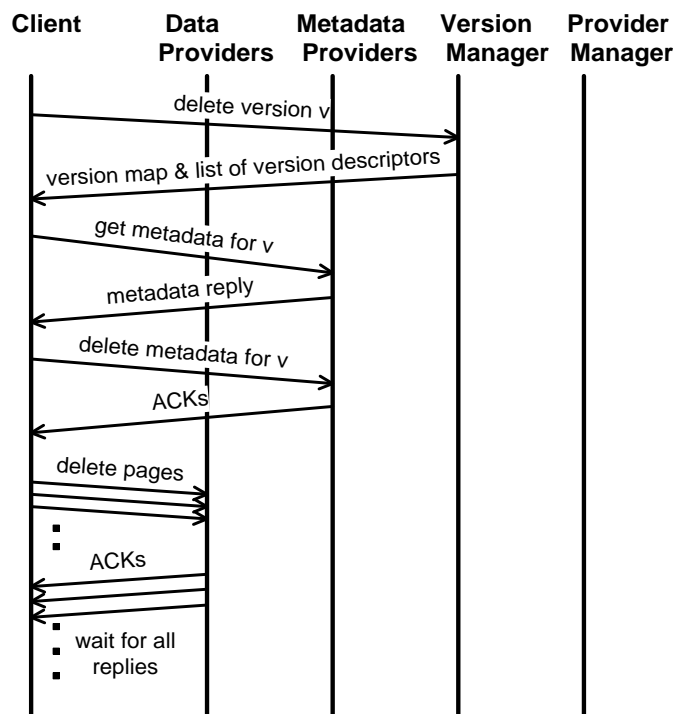 Client Data Metadata Version Provider
Providers Providers Manager Manager
delete version v
version map & list of version descriptors
get metadata for v
metadata reply
delete metadata for v
ACKs
delete pages
ACKs
wait for all
replies